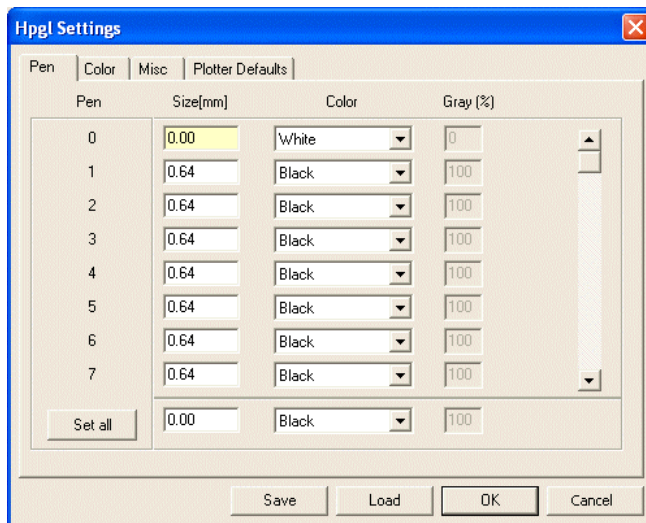 Hpgl Settings
Pen Color Misc Plotter Defaults
Pen Size[mm] Color Gray (%)
0 0.00 White 0
1 0.64 Black 100
2 0.64 Black 100
3 0.64 Black 100
4 0.64 Black 100
5 0.64 Black 100
6 0.64 Black 100
7 0.64 Black 100
Set all 0.00 Black 100
Save Load OK Cancel